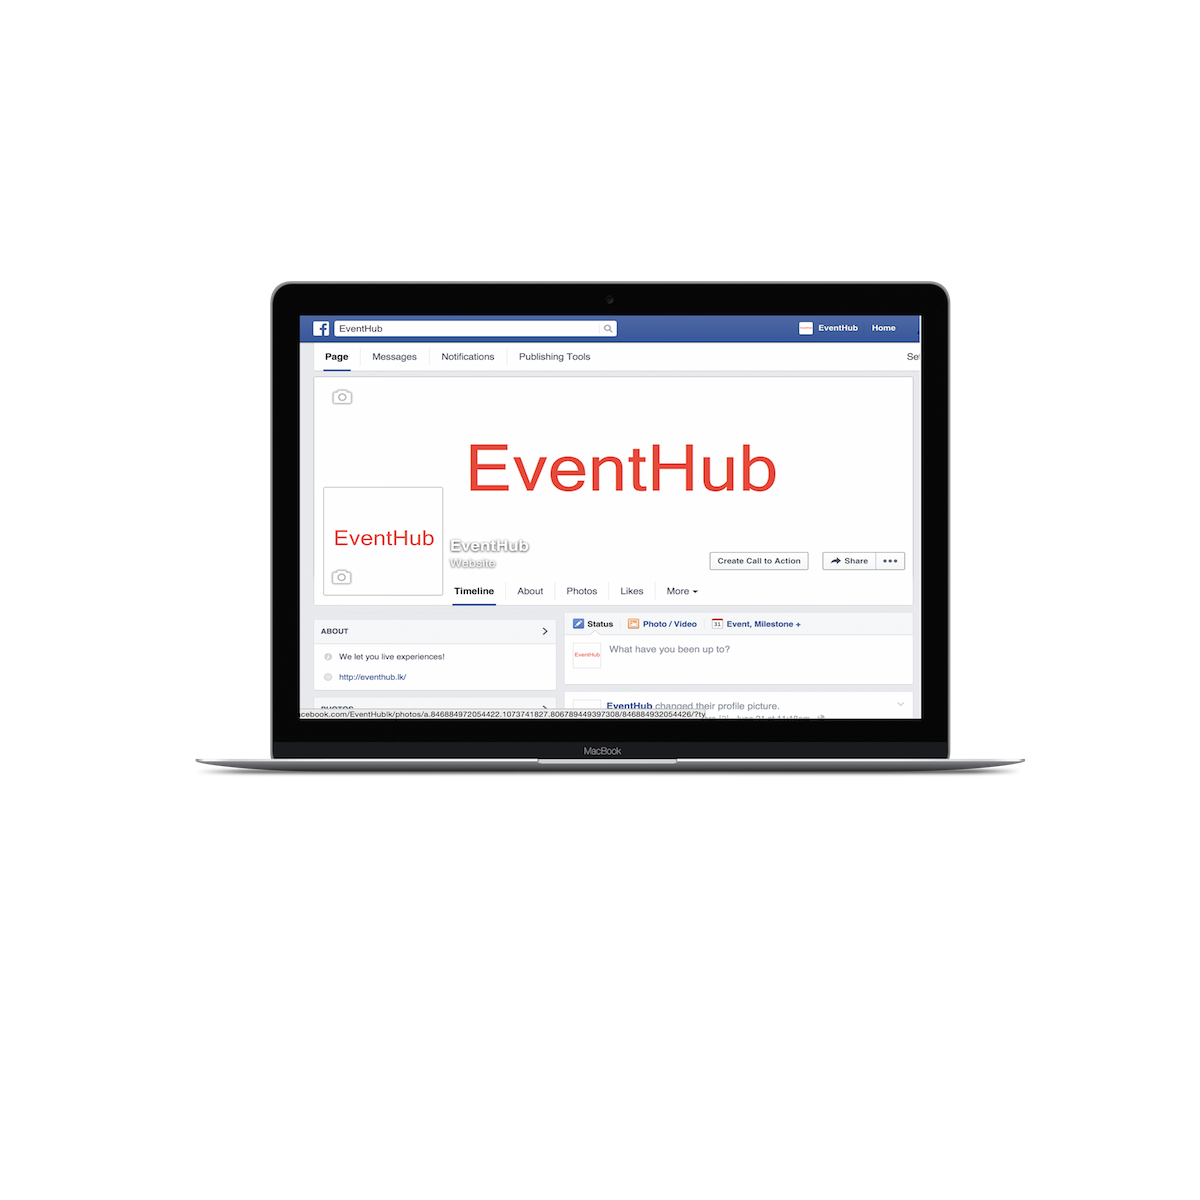 EventHub
EventHub Home
Page Messages Notifications Publishing Tools
EventHub
EventHub
EventHub
Website
Create Call to Action Share
Timeline About Photos Likes More
ABOUT
We let you live experiences!
http://eventhub.lk/
PHOTOS
Status Photo / Video 31 Event, Milestone +
EventHub What have you been up to?
EventHub changed their profile picture.
cebook.com/EventHublk/photos/a.846884972054422.1073741827.806789449397308/846884932054426/?ty
MacBook